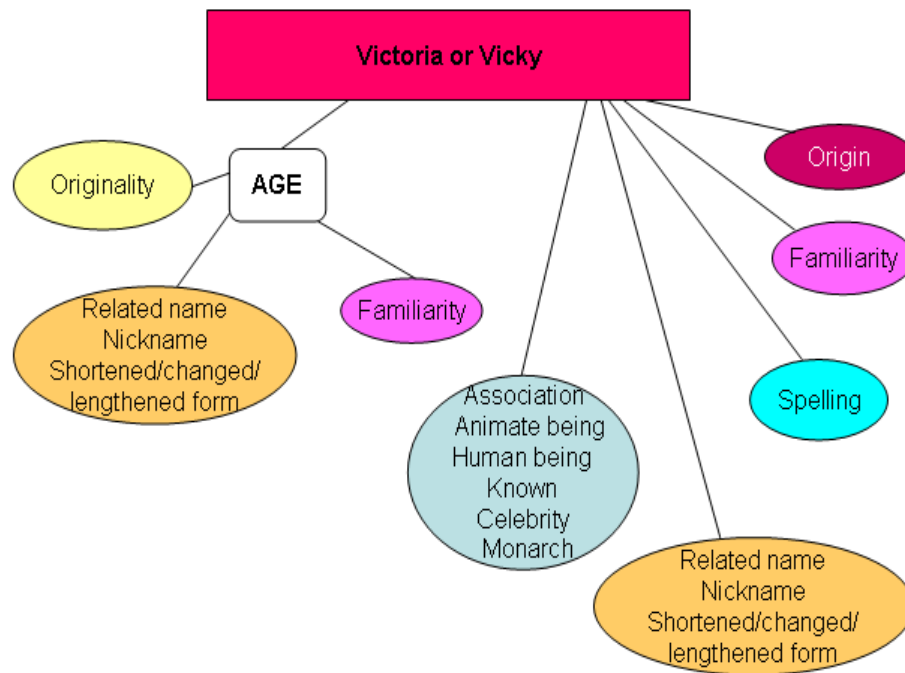 Victoria or Vicky
Originality
AGE
Origin
Familiarity
Related name
Nickname
Shortened/changed/
lengthened form
Familiarity
Association
Animate being
Human being
Known
Celebrity
Monarch
Spelling
Related name
Nickname
Shortened/changed/
lengthened form